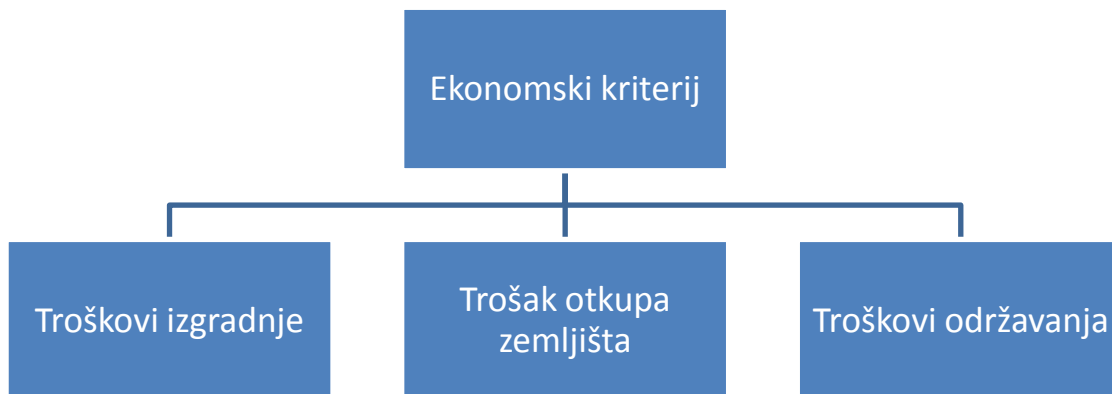 Ekonomski kriterij
Troškovi izgradnje
Trošak otkupa
zemljišta
Troškovi održavanja